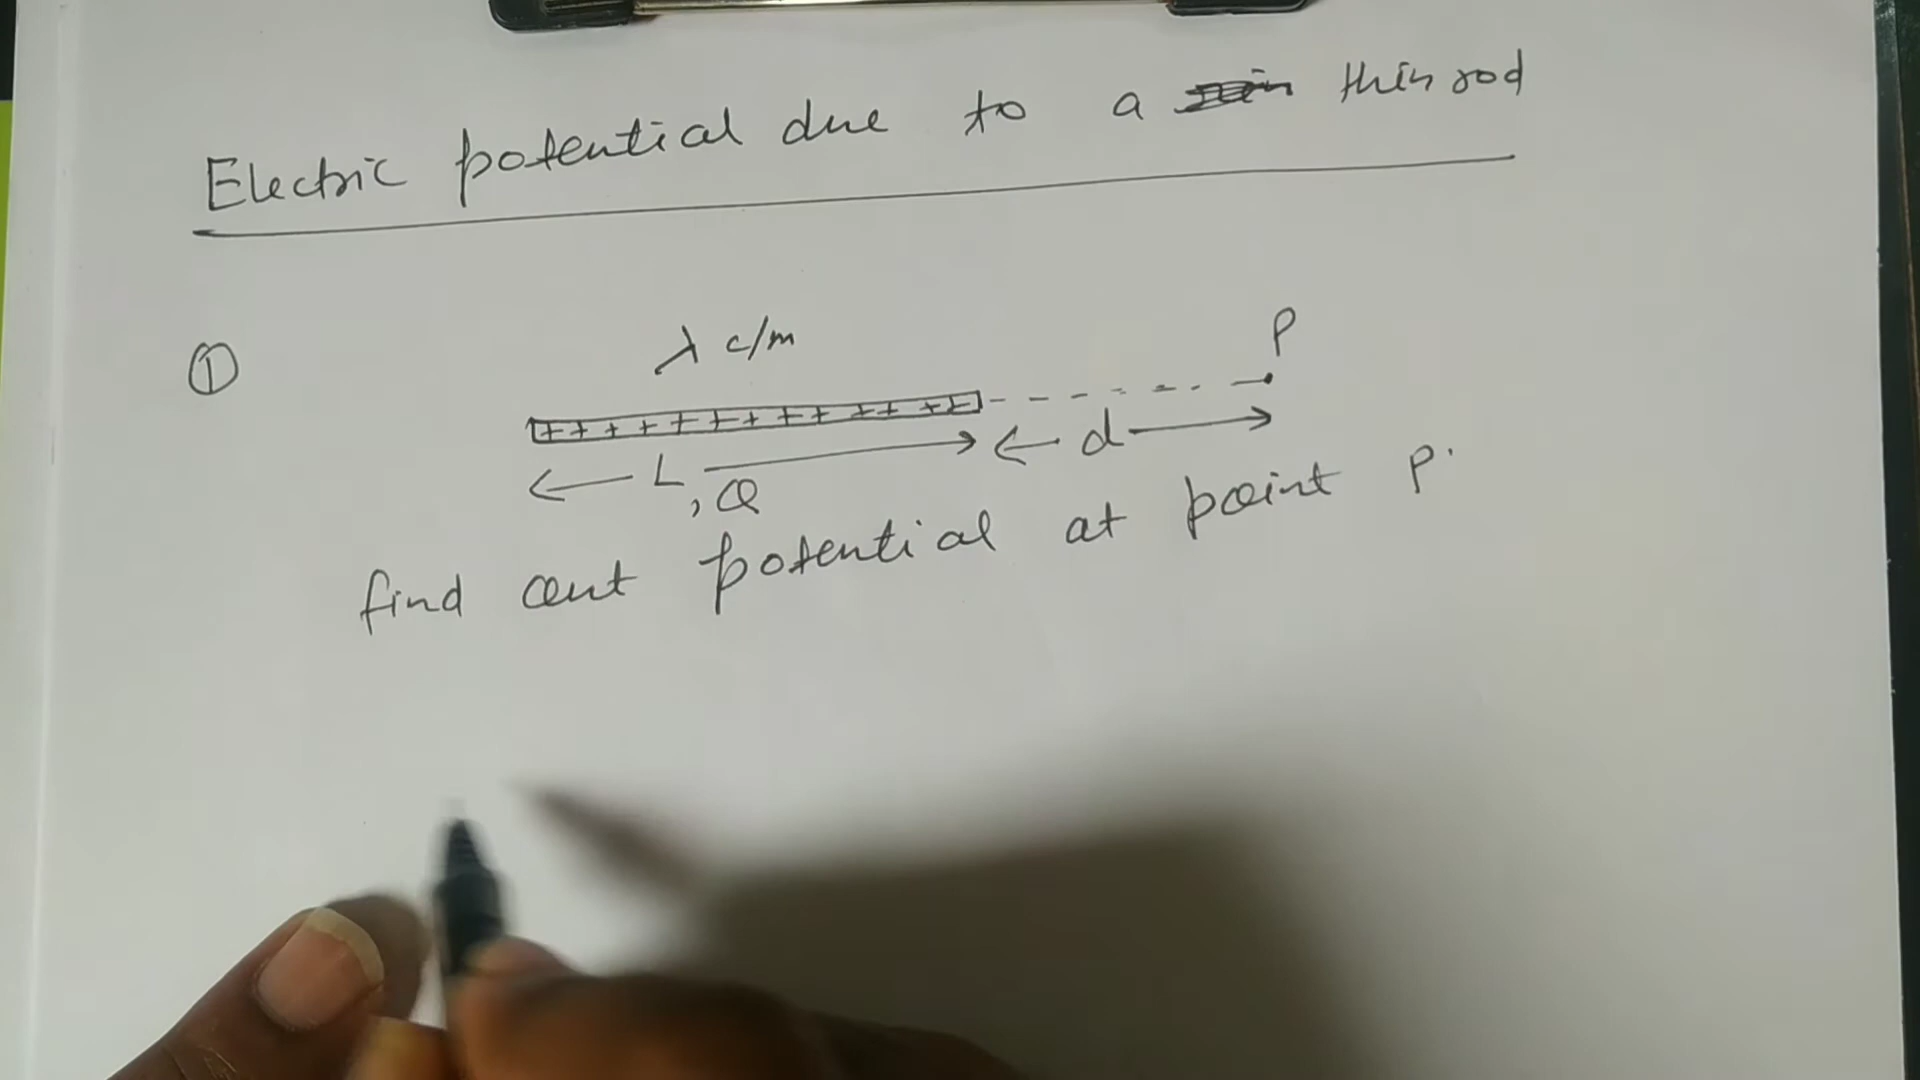 Electric potential due to a thin rod
①
λ c/m
P
+ + + + + + + + + + + + +
L, Q
d
find out potential at point P.